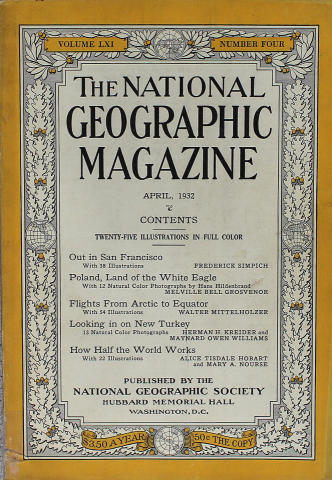 VOLUME LXI
NUMBER FOUR
THE NATIONAL
GEOGRAPHIC
MAGAZINE
APRIL, 1932
CONTENTS
TWENTY-FIVE ILLUSTRATIONS IN FULL COLOR
Out in San Francisco
With 38 Illustrations FREDERICK SIMPICH
Poland, Land of the White Eagle
With 12 Natural Color Photographs by Hans Hildenbrand
MELVILLE BELL GROSVENOR
Flights From Arctic to Equator
With 54 Illustrations WALTER MITTELHOLZER
Looking in on New Turkey
13 Natural Color Photographs HERMAN H. KREIDER and
MAYNARD OWEN WILLIAMS
How Half the World Works
With 22 Illustrations ALICE TISDALE HOBART
and MARY A. NOURSE
PUBLISHED BY THE
NATIONAL GEOGRAPHIC SOCIETY
HUBBARD MEMORIAL HALL
WASHINGTON, D.C.
$3.50 A YEAR
50¢ THE COPY